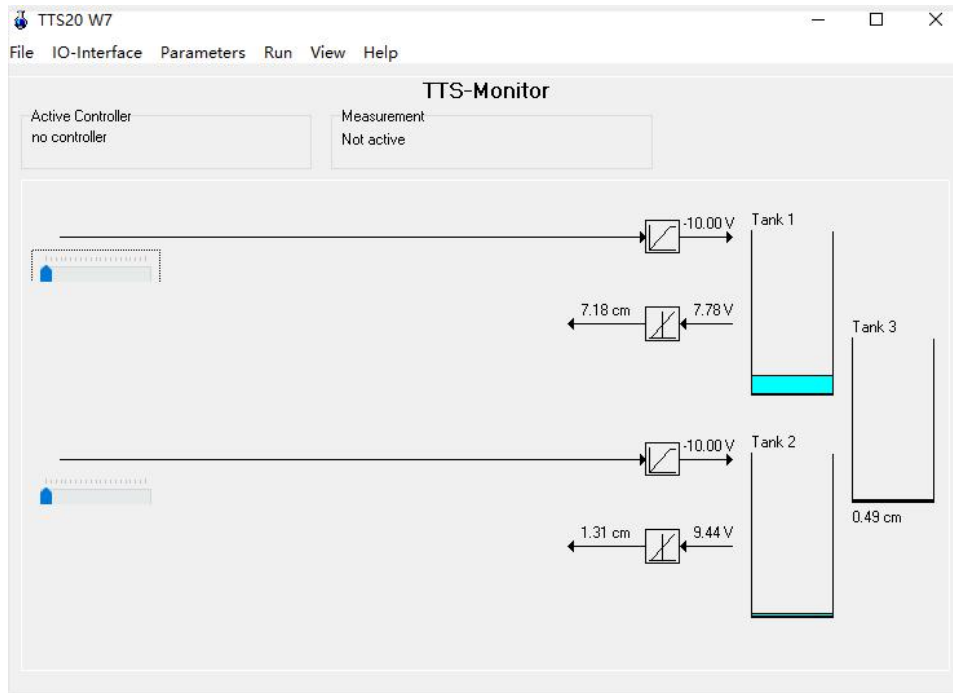 TTS20 W7
File IO-Interface Parameters Run View Help
TTS-Monitor
Active Controller
no controller
Measurement
Not active
-10.00 V
Tank 1
7.18 cm
7.78 V
Tank 3
-10.00 V
Tank 2
0.49 cm
1.31 cm
9.44 V